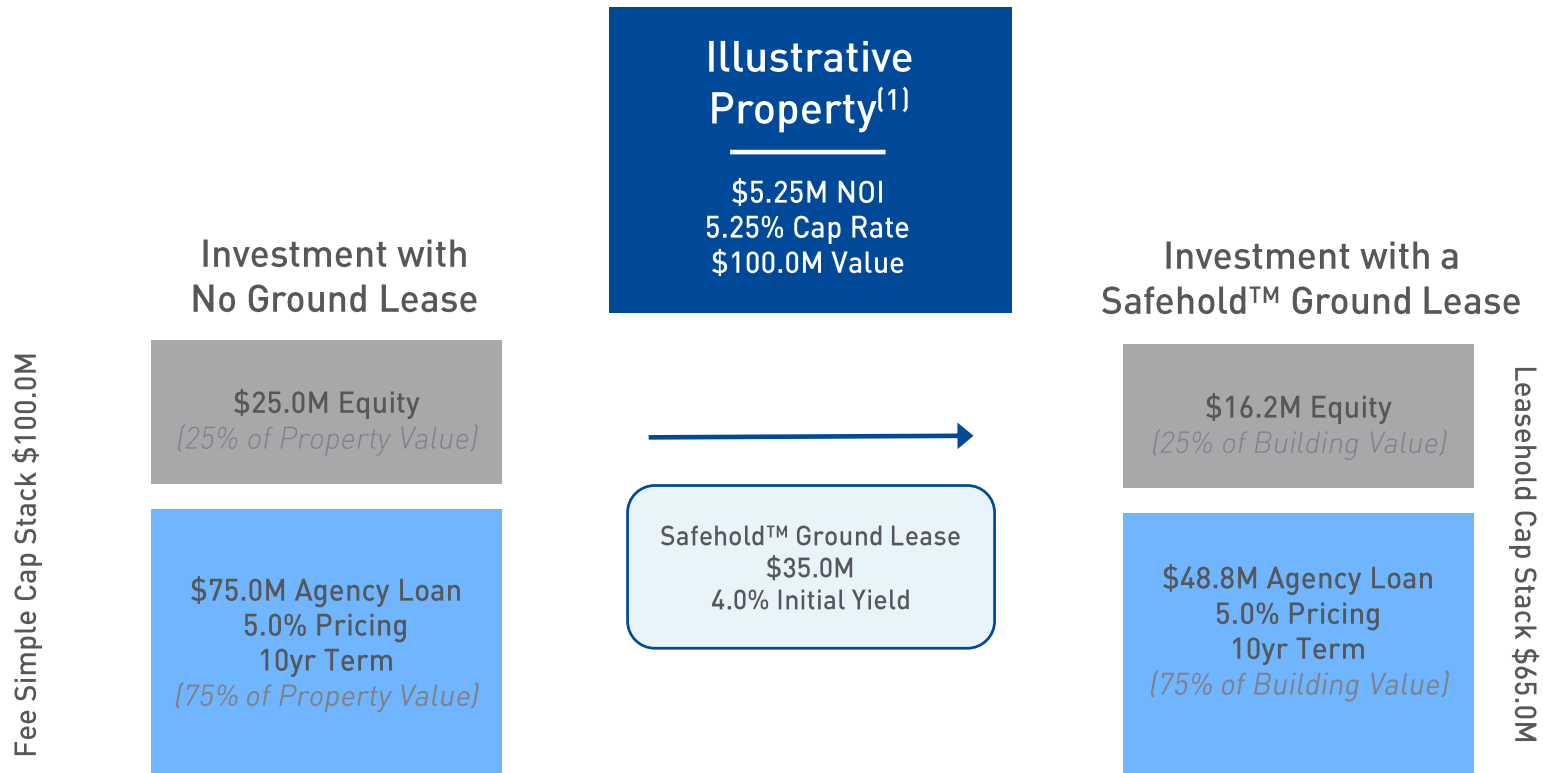 Illustrative
Property(1)
$5.25M NOI
5.25% Cap Rate
$100.0M Value
Investment with
No Ground Lease
Fee Simple Cap Stack $100.0M
$25.0M Equity
(25% of Property Value)
$75.0M Agency Loan
5.0% Pricing
10yr Term
(75% of Property Value)
Safehold™ Ground Lease
$35.0M
4.0% Initial Yield
Investment with a
Safehold™ Ground Lease
$16.2M Equity
(25% of Building Value)
$48.8M Agency Loan
5.0% Pricing
10yr Term
(75% of Building Value)
Leasehold Cap Stack $65.0M